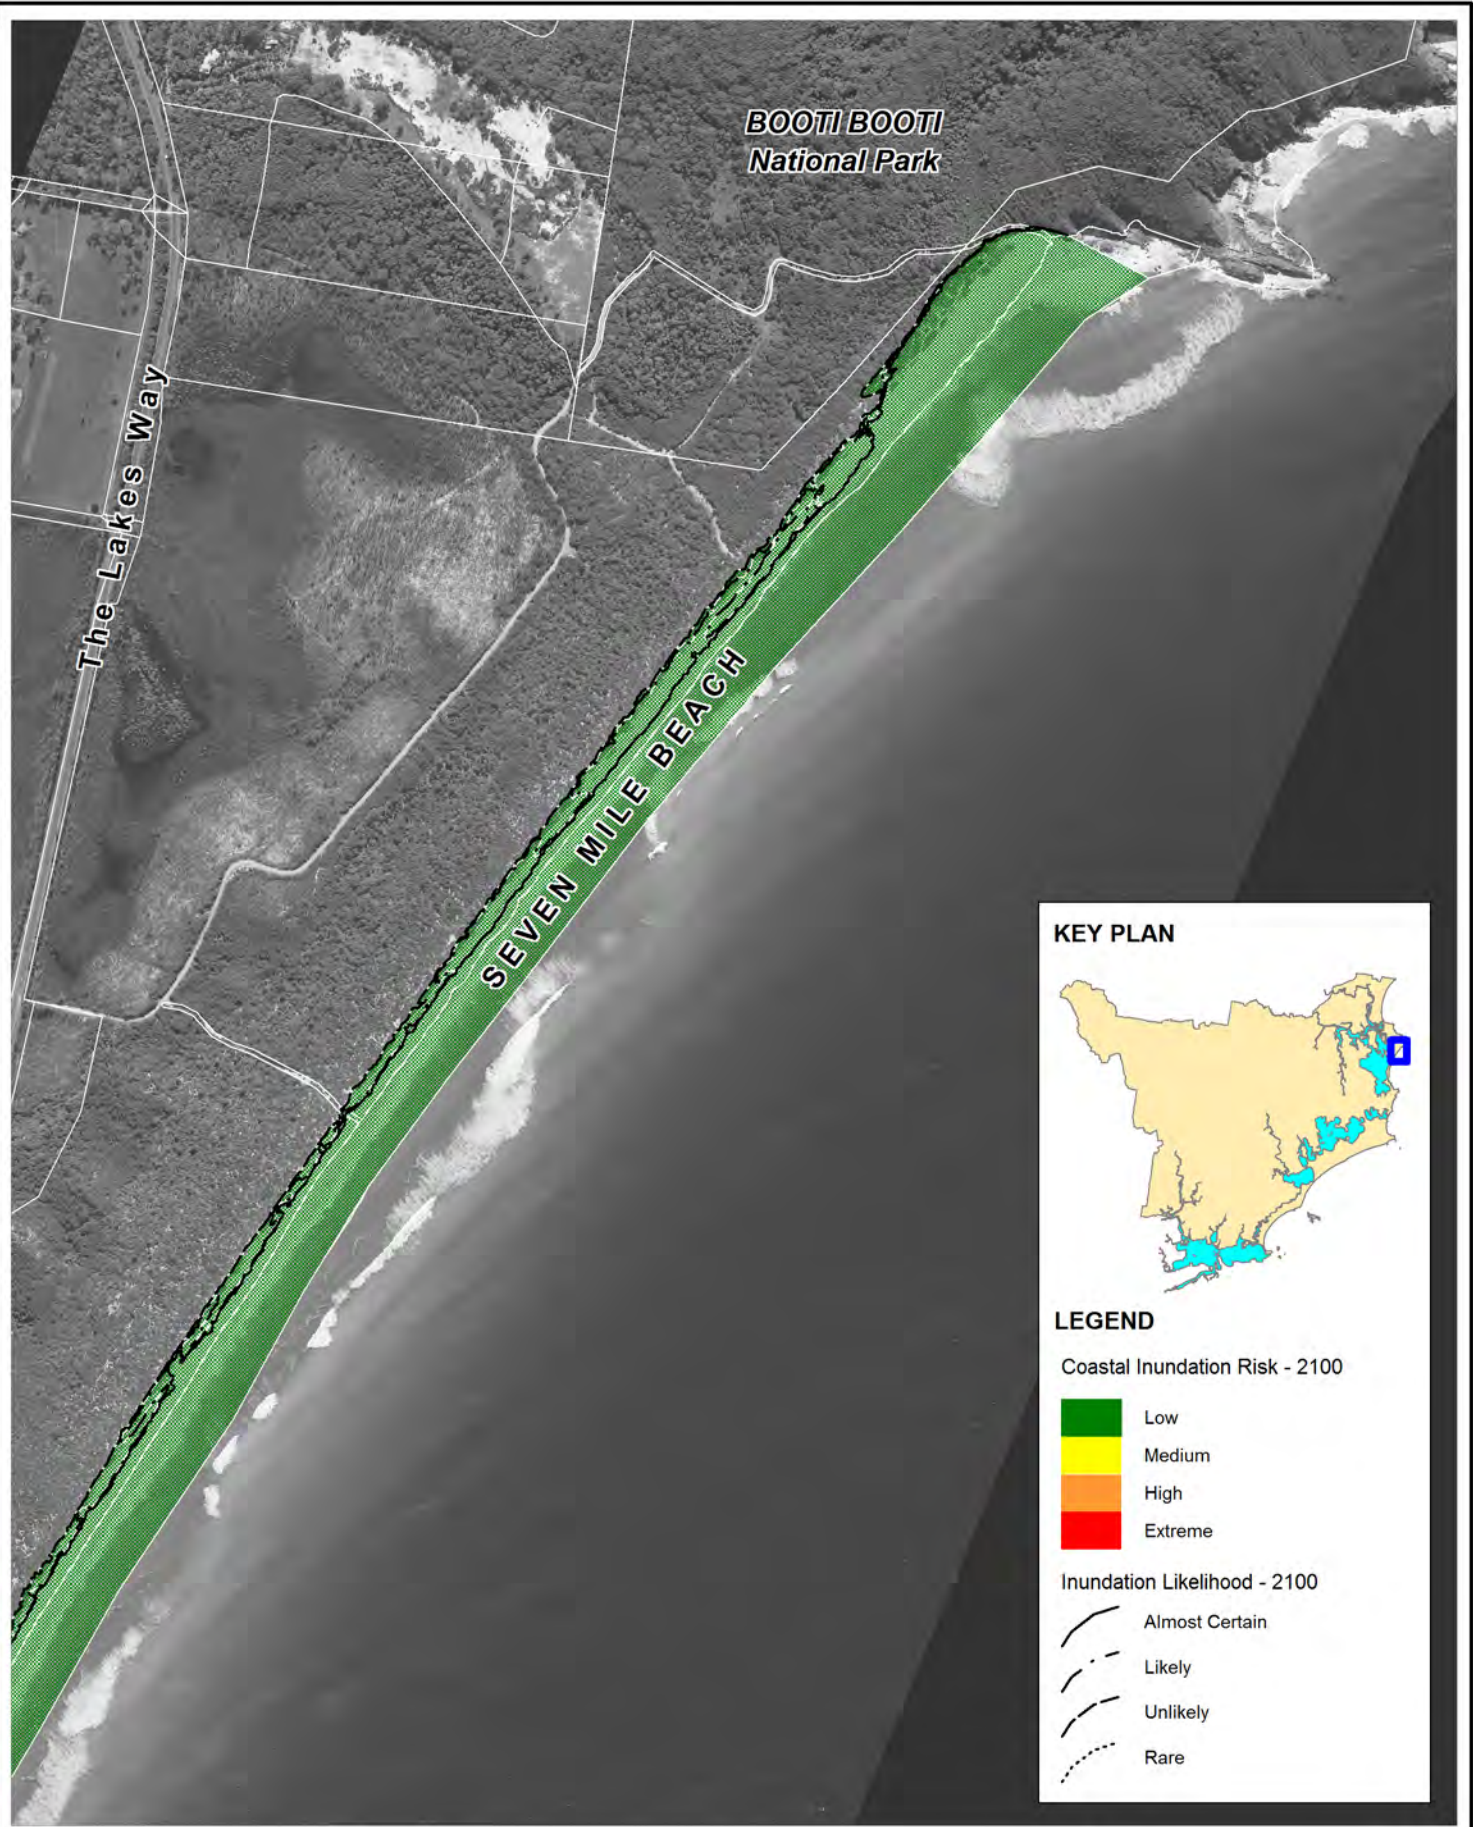 BOOTI BOOTI
National Park
The Lakes Way
SEVEN MILE BEACH
KEY PLAN
LEGEND
Coastal Inundation Risk - 2100
Low
Medium
High
Extreme
Inundation Likelihood - 2100
Almost Certain
Likely
Unlikely
Rare